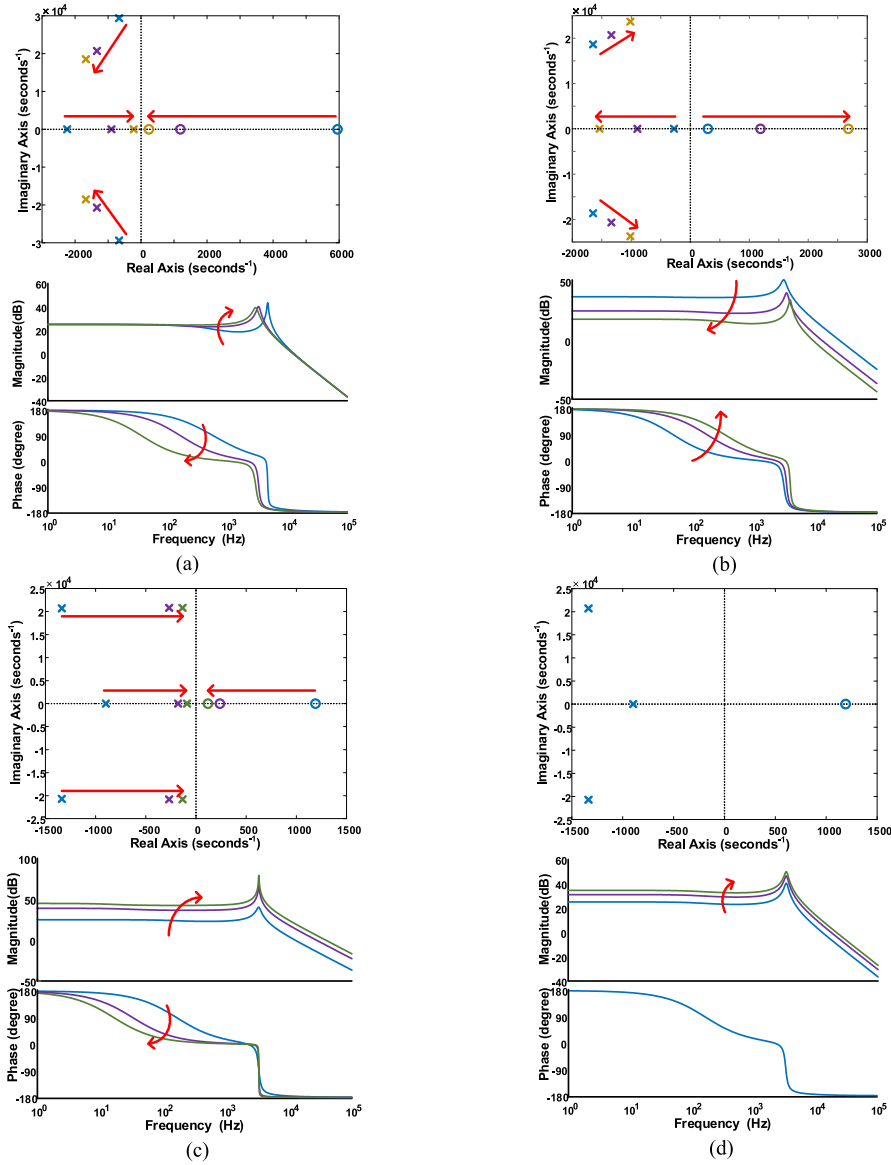 × 10⁴
3
2
1
0
-1
-2
-3
Imaginary Axis (seconds⁻¹)
-2000 0 2000 4000 6000
Real Axis (seconds⁻¹)
60
40
20
0
-40
Magnitude(dB)
180
90
0
-90
-180
Phase (degree)
10⁰ 10¹ 10² 10³ 10⁴ 10⁵
Frequency (Hz)
(a)
× 10⁴
2
1
0
-1
-2
Imaginary Axis (seconds⁻¹)
-2000 -1000 0 1000 2000 3000
Real Axis (seconds⁻¹)
50
0
-50
Magnitude(dB)
180
90
0
-90
-180
Phase (degree)
10⁰ 10¹ 10² 10³ 10⁴ 10⁵
Frequency (Hz)
(b)
× 10⁴
2.5
2
1.5
1
0.5
0
-0.5
-1
-1.5
-2
-2.5
Imaginary Axis (seconds⁻¹)
-1500 -1000 -500 0 500 1000 1500
Real Axis (seconds⁻¹)
100
50
0
-50
Magnitude(dB)
180
90
0
-90
-180
Phase (degree)
10⁰ 10¹ 10² 10³ 10⁴ 10⁵
Frequency (Hz)
(c)
× 10⁴
2.5
2
1.5
1
0.5
0
-0.5
-1
-1.5
-2
-2.5
Imaginary Axis (seconds⁻¹)
-1500 -1000 -500 0 500 1000 1500
Real Axis (seconds⁻¹)
60
40
20
0
-40
Magnitude(dB)
180
90
0
-90
-180
Phase (degree)
10⁰ 10¹ 10² 10³ 10⁴ 10⁵
Frequency (Hz)
(d)